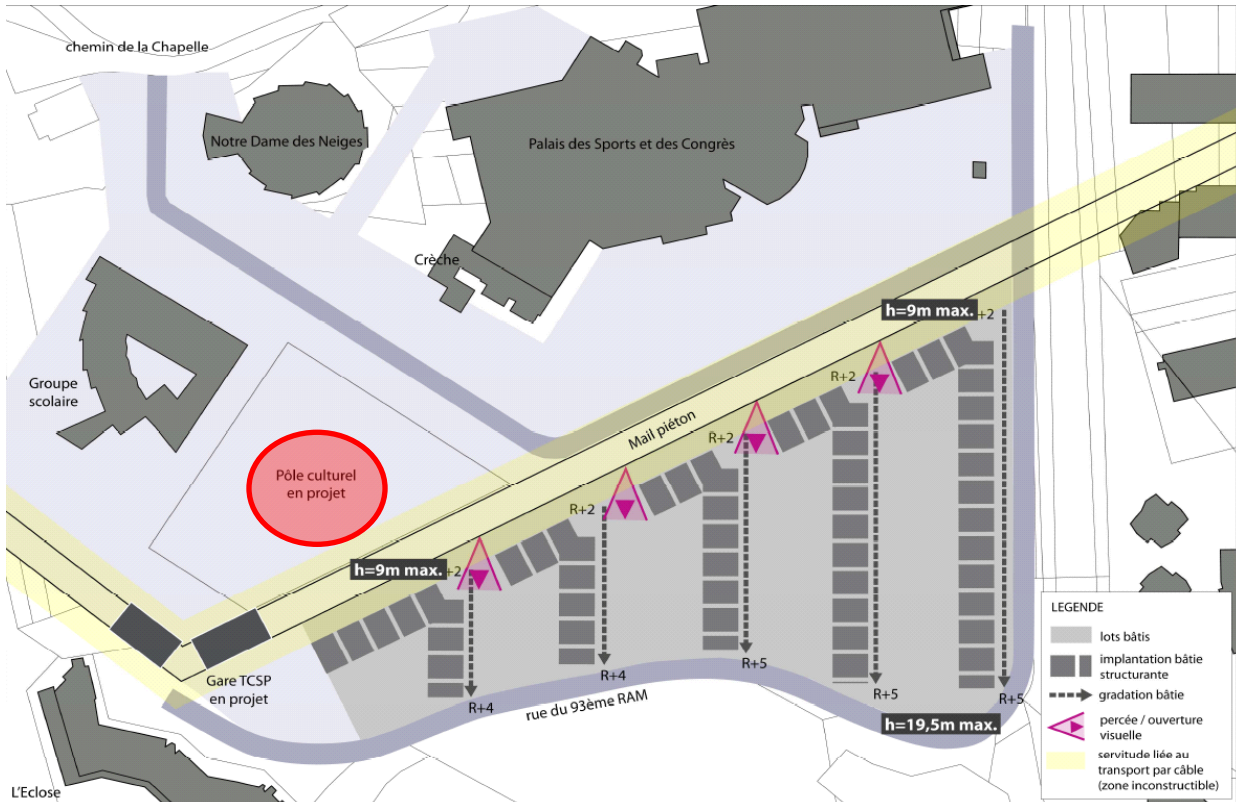 chemin de la Chapelle
Notre Dame des Neiges
Palais des Sports et des Congrès
Crèche
Groupe
scolaire
Pôle culturel
en projet
Mail piéton
h=9m max.
+2
R+2
R+2
R+2
h=9m max.
+2
Gare TCSP
en projet
R+4
R+4
R+5
R+5
R+5
rue du 93ème RAM
h=19,5m max.
L'Eclose
LEGENDE
lots bâtis
implantation bâtie
structurante
gradation bâtie
percée / ouverture
visuelle
servitude liée au
transport par câble
(zone inconstructible)